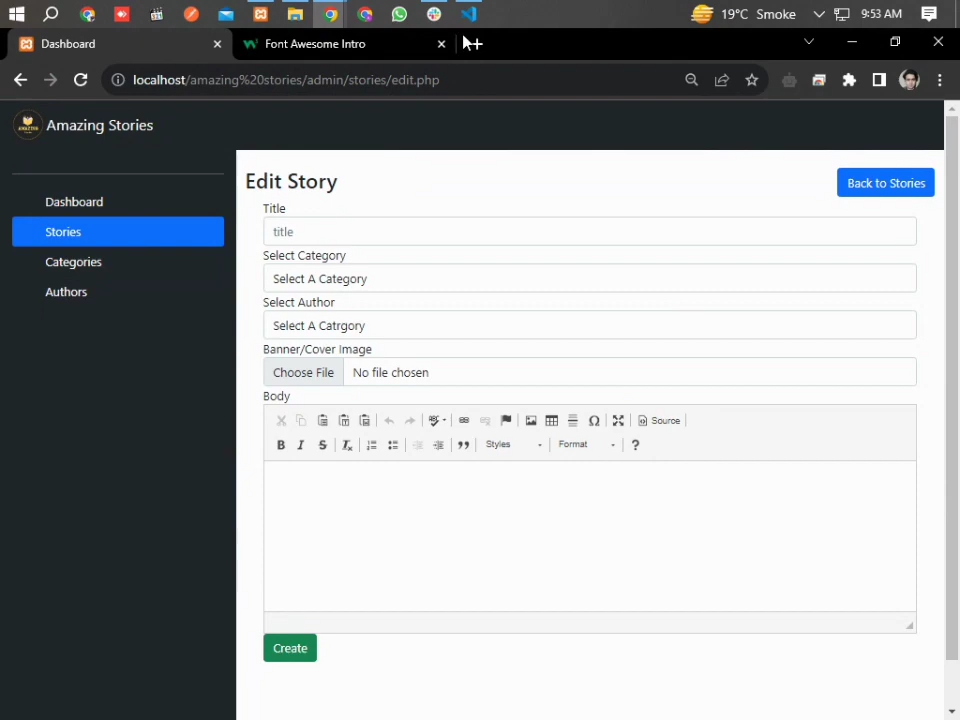 19°C Smoke 9:53 AM
Dashboard
Font Awesome Intro
localhost/amazing%20stories/admin/stories/edit.php
Amazing Stories
Edit Story
Back to Stories
Dashboard
Stories
Categories
Authors
Title
title
Select Category
Select A Category
Select Author
Select A Catrgory
Banner/Cover Image
Choose File No file chosen
Body
Source
B I S Styles Format ?
Create